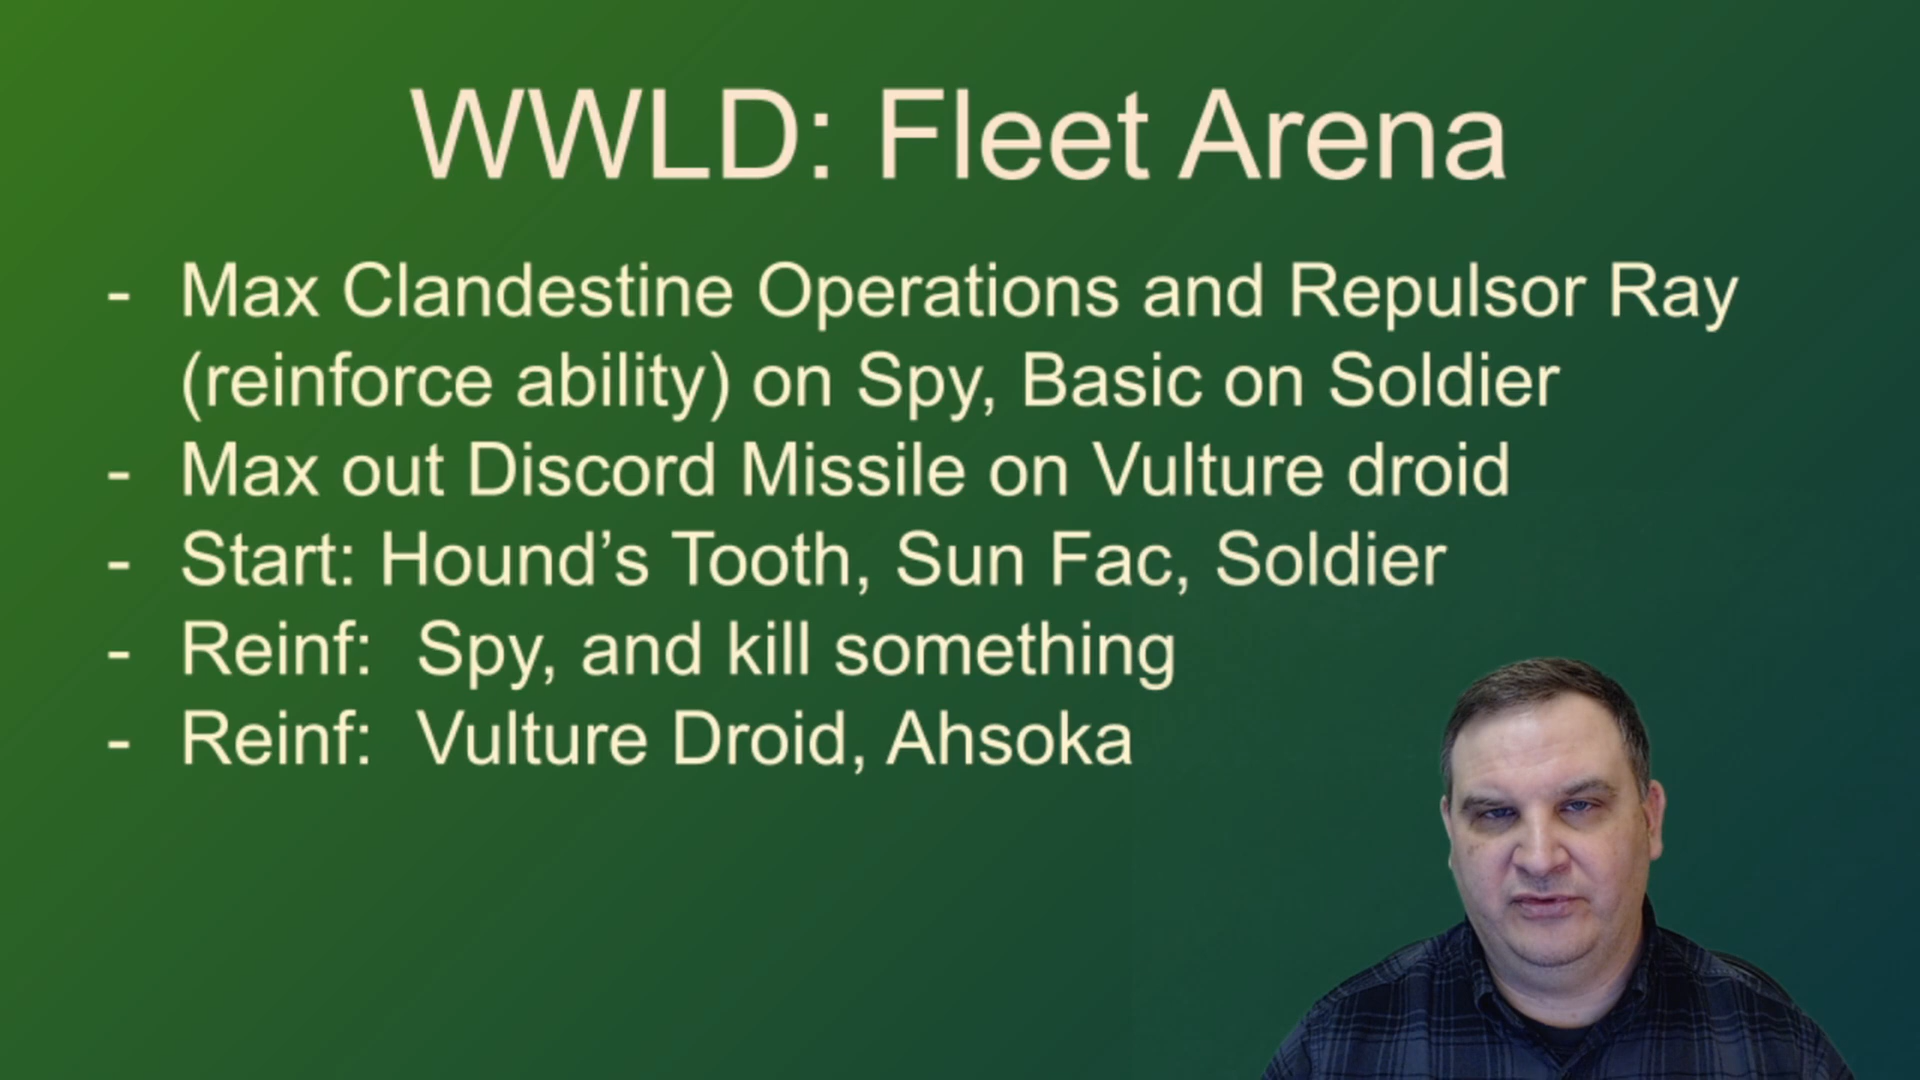 WWLD: Fleet Arena
- Max Clandestine Operations and Repulsor Ray
(reinforce ability) on Spy, Basic on Soldier
- Max out Discord Missile on Vulture droid
- Start: Hound’s Tooth, Sun Fac, Soldier
- Reinf: Spy, and kill something
- Reinf: Vulture Droid, Ahsoka